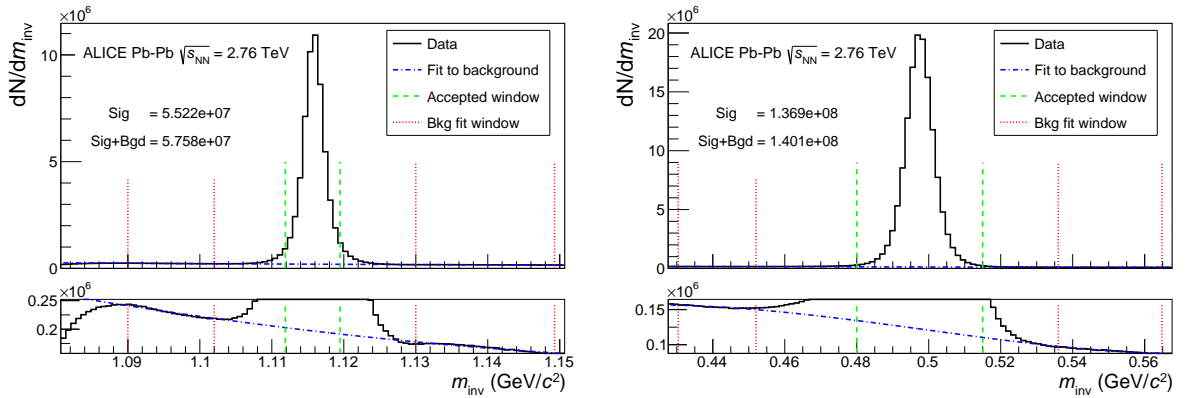 ×10⁶
dN/dm_inv
10
5
0
ALICE Pb-Pb √s_NN = 2.76 TeV
Sig = 5.522e+07
Sig+Bgd = 5.758e+07
Data
Fit to background
Accepted window
Bkg fit window
×10⁶
0.25
0.2
1.09 1.1 1.11 1.12 1.13 1.14 1.15
m_inv (GeV/c²)
×10⁶
dN/dm_inv
20
15
10
5
0
ALICE Pb-Pb √s_NN = 2.76 TeV
Sig = 1.369e+08
Sig+Bgd = 1.401e+08
Data
Fit to background
Accepted window
Bkg fit window
×10⁶
0.15
0.1
0.44 0.46 0.48 0.5 0.52 0.54 0.56
m_inv (GeV/c²)